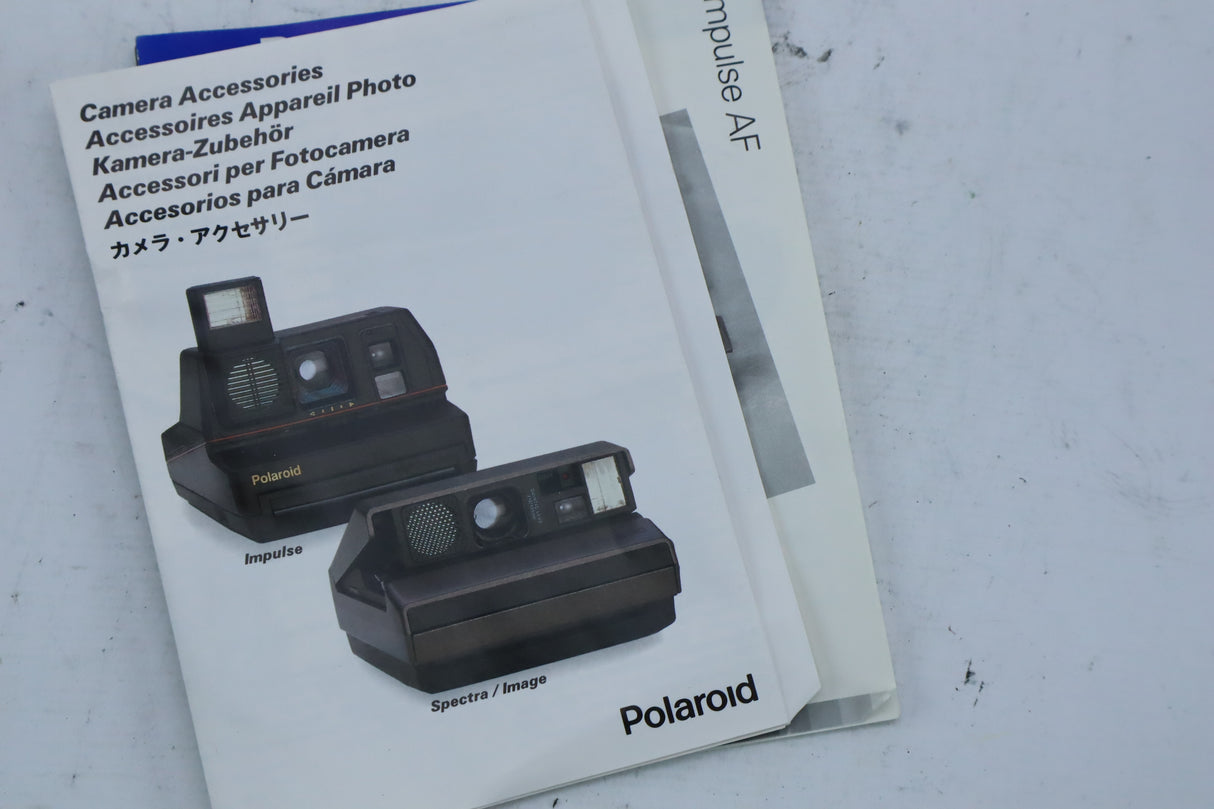 Camera Accessories
Accessoires Appareil Photo
Kamera-Zubehör
Accessori per Fotocamera
Accesorios para Cámara
カメラ・アクセサリー
Polaroid
Impulse
Spectra / Image
Polaroid
mpulse AF